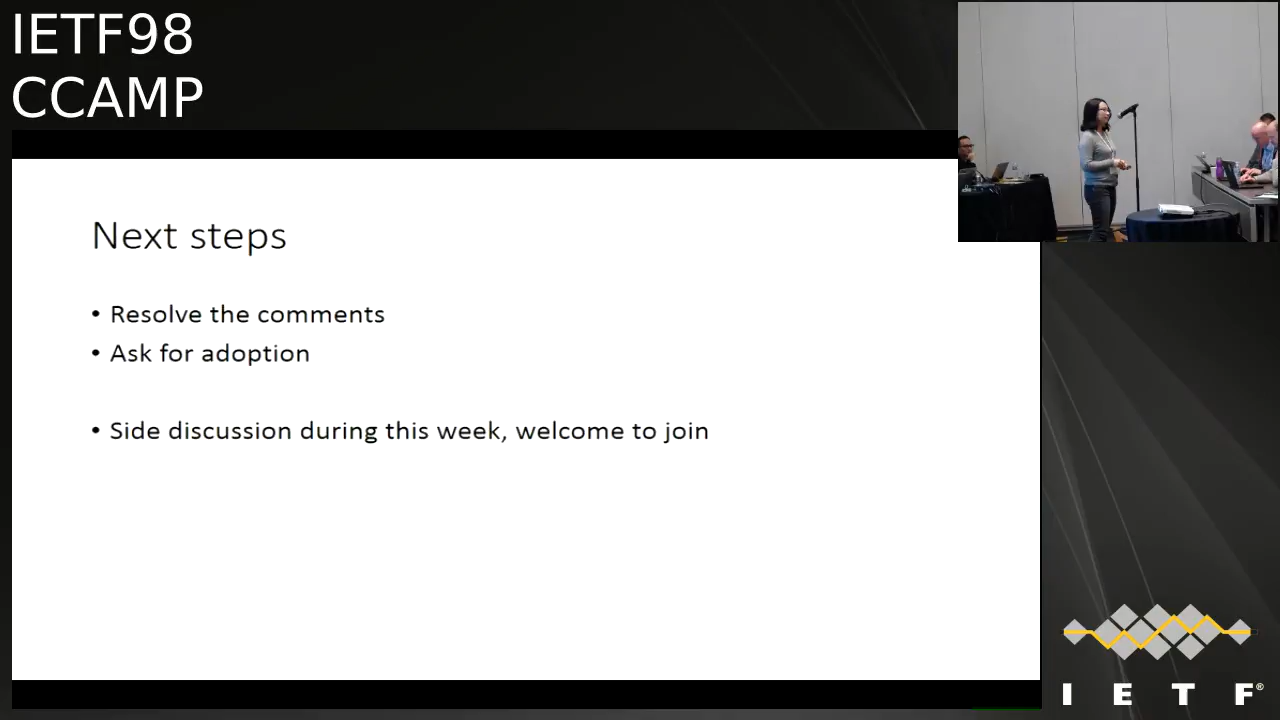 IETF98
CCAMP
Next steps
• Resolve the comments
• Ask for adoption
• Side discussion during this week, welcome to join
I E T F®